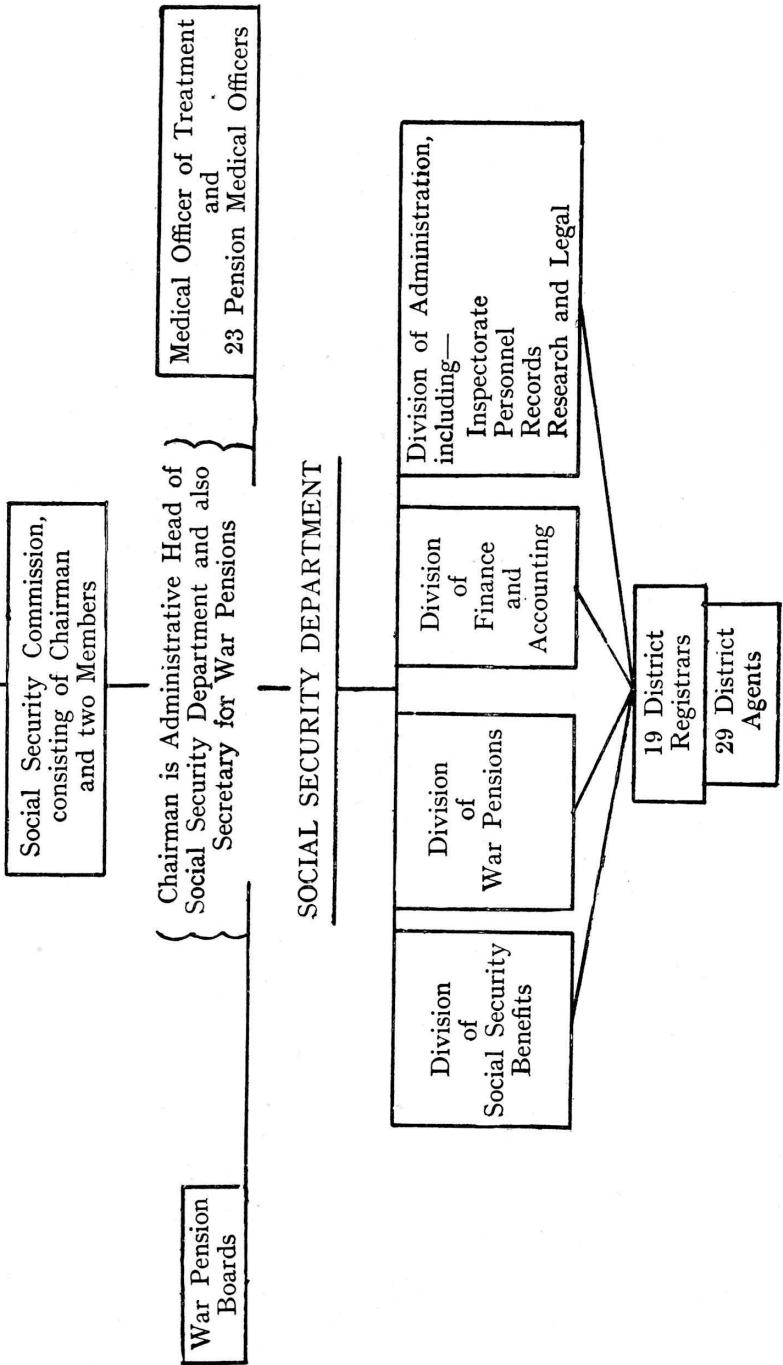 Social Security Commission,
consisting of Chairman
and two Members
War Pension
Boards
Chairman is Administrative Head of
Social Security Department and also
Secretary for War Pensions
Medical Officer of Treatment
and
23 Pension Medical Officers
SOCIAL SECURITY DEPARTMENT
Division
of
Social Security
Benefits
Division
of
War Pensions
Division
of
Finance
and
Accounting
Division of Administration,
including—
Inspectorate
Personnel
Records
Research and Legal
19 District
Registrars
29 District
Agents